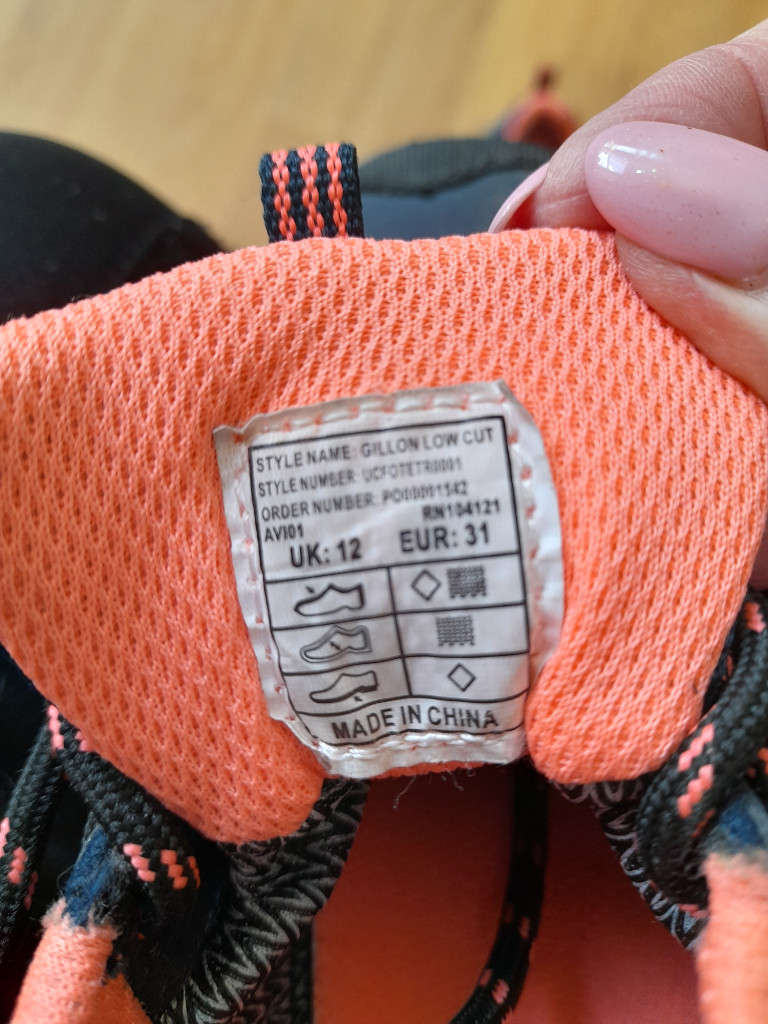 STYLE NAME: GILLON LOW CUT
STYLE NUMBER: UCFOTETR0001
ORDER NUMBER: PO00001542
AVI01 RN104121
UK: 12 EUR: 31
MADE IN CHINA